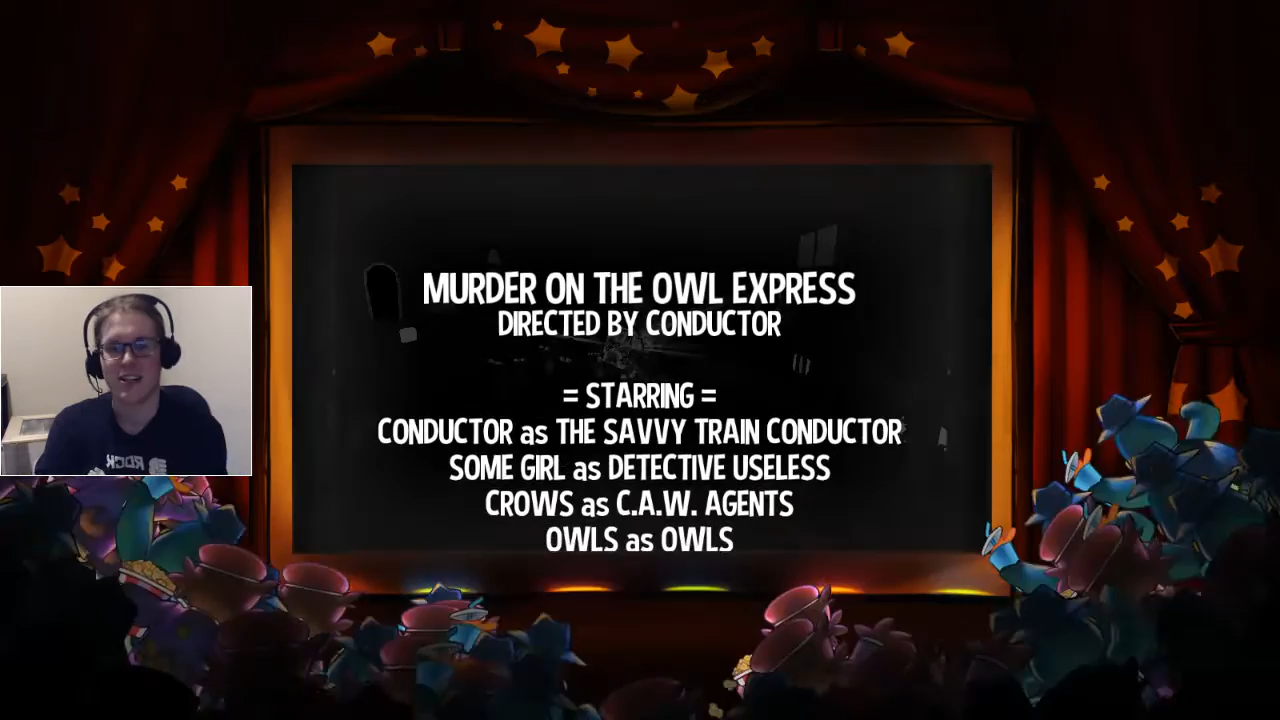 MURDER ON THE OWL EXPRESS
DIRECTED BY CONDUCTOR
= STARRING =
CONDUCTOR as THE SAVVY TRAIN CONDUCTOR
SOME GIRL as DETECTIVE USELESS
CROWS as C.A.W. AGENTS
OWLS as OWLS
ROCK